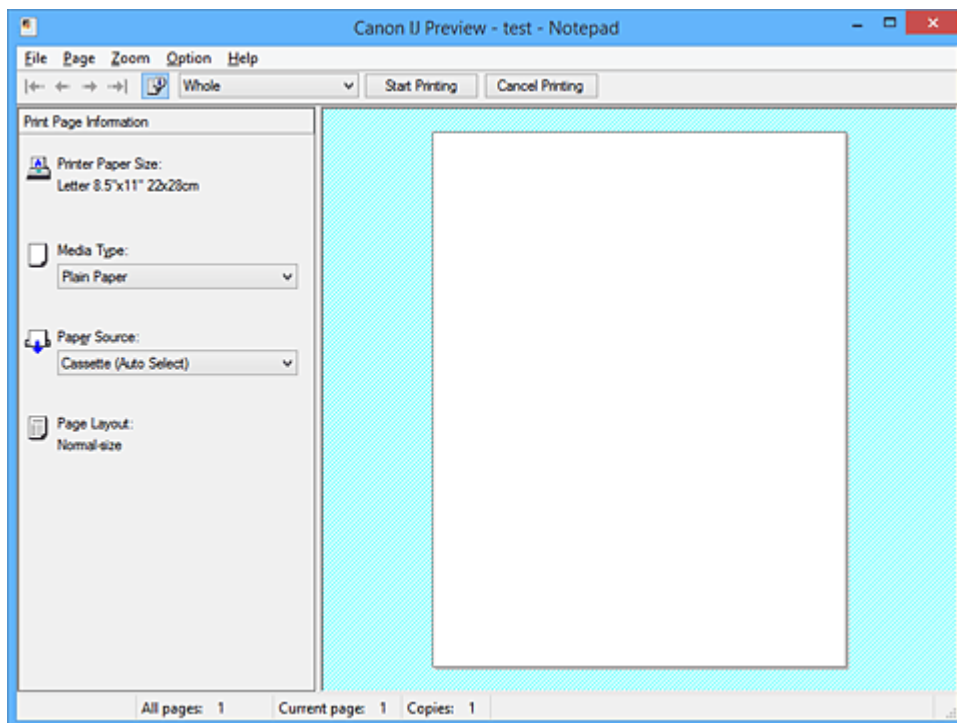 Canon IJ Preview - test - Notepad
File Page Zoom Option Help
Whole Start Printing Cancel Printing
Print Page Information
Printer Paper Size:
Letter 8.5"x11" 22x28cm
Media Type:
Plain Paper
Paper Source:
Cassette (Auto Select)
Page Layout:
Normal-size
All pages: 1 Current page: 1 Copies: 1